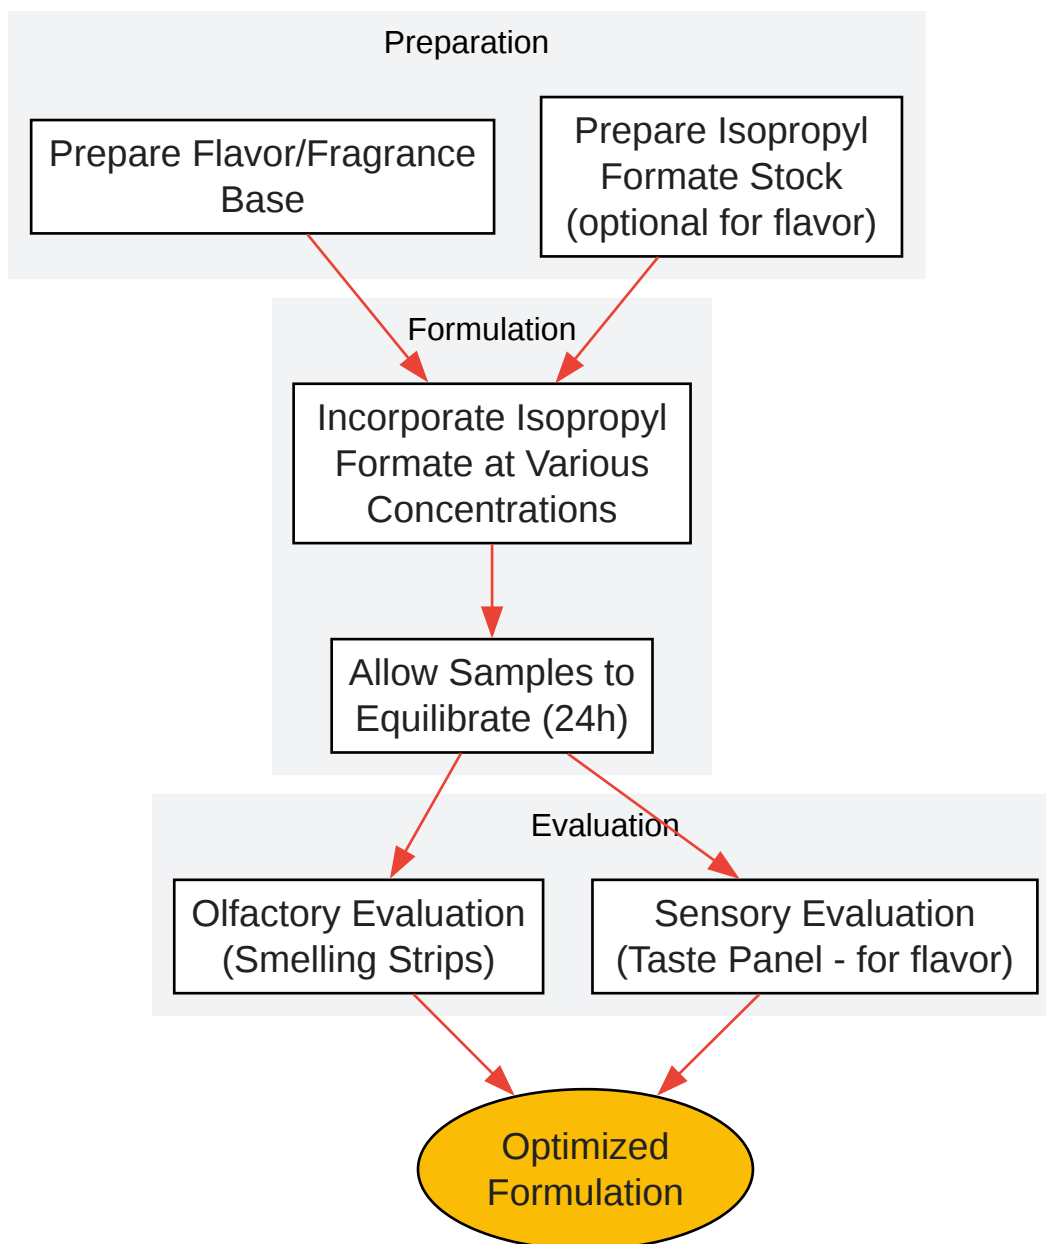 Preparation
Prepare Flavor/Fragrance
Base
Prepare Isopropyl
Formate Stock
(optional for flavor)
Formulation
Incorporate Isopropyl
Formate at Various
Concentrations
Allow Samples to
Equilibrate (24h)
Evaluation
Olfactory Evaluation
(Smelling Strips)
Sensory Evaluation
(Taste Panel - for flavor)
Optimized
Formulation